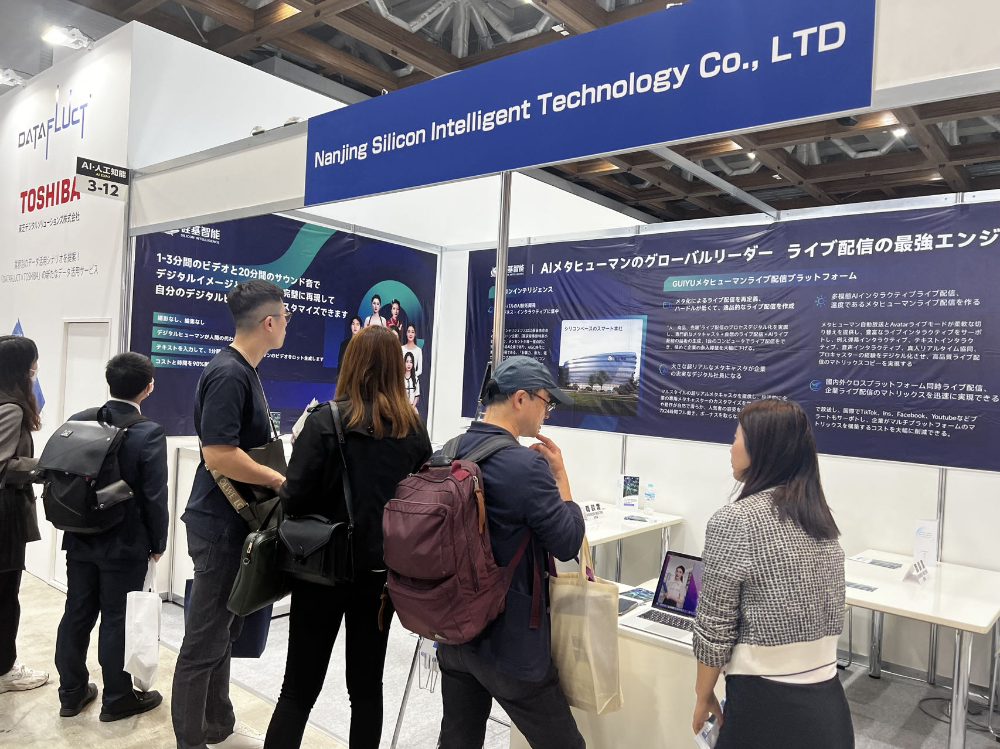 DATAFLUCT
AI・人工知能
AI EXPO
3-12
TOSHIBA
東芝デジタルソリューションズ株式会社
業界別のデータ活用シナリオを提案！
「DATAFLUCT×TOSHIBA」の新たなデータ活用サービス
Nanjing Silicon Intelligent Technology Co., LTD
硅基智能
SILICON INTELLIGENCE
1-3分間のビデオと20分間のサウンド音で
デジタルイメージと
完璧に再現して
自分のデジタルヒ
スタマイズできます
撮影なし、編集なし
デジタルヒューマンが人間の代わ
テキストを入力して、1分間
ンのビデオをロット生成します
コストと時間を90%削
基智能
AIメタヒューマンのグローバルリーダー
ライブ配信の最強エンジ
コンインテリジェンス
ーバルのAI技術開発
ジネス・インタラクティブに集中
シリコンベースのスマート本社
GUIYUメタヒューマンライブ配信プラットフォーム
メタ化によるライブ配信を再定義、
ハードルが低くて、逸品的なライブ配信を作成
"人、商品、売場"ライブ配信のプロセスデジタル化を実現
し、専門的なメタキャスタ・仮想のライブ配信・AIライブ
配信の話術の生成、1台のコンピュータでライブ配信をで
き、極めて企業の参入障壁を大幅に下げる。
大きな超リアルなメタキャスタが企業
の忠実なデジタル社員になる
マルスタイルの超リアルメタキャスタを提供し、快速的に企
業の専用メタキャスターのカスタマイズをサ
や動作が自然で滑らか、人気者の容姿を
7X24時間フル働き、ボーナスを取らな
多模態AIインタラクティブライブ配信、
温度であるメタヒューマンライブ配信を作る
メタヒューマン自動放送とAvatarライブモードが柔軟な切
り替えを提供し、豊富なライブインタラクティブをサポー
トし、例え弾幕インタラクティブ、テキストインタラク
ティブ、音声インタラクティブ、真人リアルタイム協同、
プロキャスターの経験をデジタル化させ、高品質ライブ配
信のマトリックスコピーを実現する
國内外クロスプラットフォーム同時ライブ配信、
企業ライブ配信のマトリックスを迅速に実現できる
で放送し、国際でTikTok、Ins、Facebook、Youtubeなどプ
ラートもサポートし、企業がマルチプラットフォームのマ
トリックスを構築するコストを大幅に削減できる。
商談席
BUSINESS MEETING
AREA
LOEWE LO